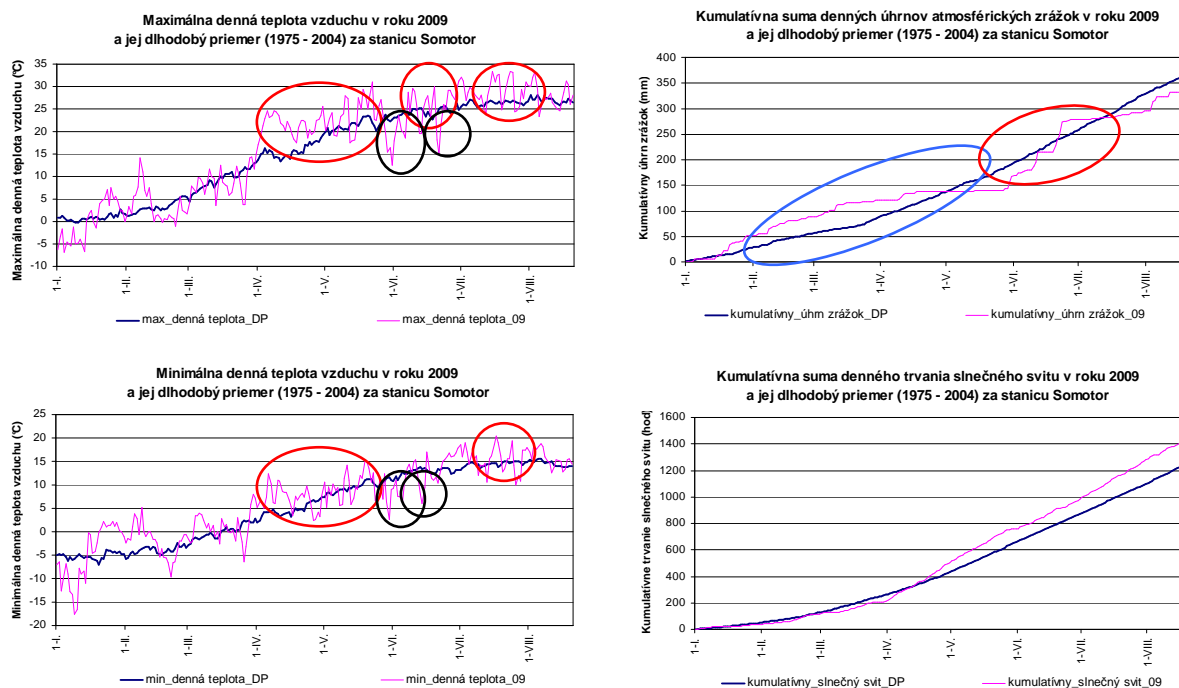 Maximálna denná teplota vzduchu v roku 2009
a jej dlhodobý priemer (1975 - 2004) za stanicu Somotor
Maximálna denná teplota vzduchu (°C)
35
30
25
20
15
10
5
0
-5
-10
1-I.
1-II.
1-III.
1-IV.
1-V.
1-VI.
1-VII.
1-VIII.
max_denná teplota_DP
max_denná teplota_09
Kumulatívna suma denných úhrnov atmosférických zrážok v roku 2009
a jej dlhodobý priemer (1975 - 2004) za stanicu Somotor
Kumulatívny úhrn zrážok (mm)
400
350
300
250
200
150
100
50
0
1-I.
1-II.
1-III.
1-IV.
1-V.
1-VI.
1-VII.
1-VIII.
kumulatívny_úhrn zrážok_DP
kumulatívny_úhrn zrážok_09
Minimálna denná teplota vzduchu v roku 2009
a jej dlhodobý priemer (1975 - 2004) za stanicu Somotor
Minimálna denná teplota vzduchu (°C)
25
20
15
10
5
0
-5
-10
-15
-20
1-I.
1-II.
1-III.
1-IV.
1-V.
1-VI.
1-VII.
1-VIII.
min_denná teplota_DP
min_denná teplota_09
Kumulatívna suma denného trvania slnečného svitu v roku 2009
a jej dlhodobý priemer (1975 - 2004) za stanicu Somotor
Kumulatívne trvanie slnečného svitu (hod)
1600
1400
1200
1000
800
600
400
200
0
1-I.
1-II.
1-III.
1-IV.
1-V.
1-VI.
1-VII.
1-VIII.
kumulatívny_slnečný svit_DP
kumulatívny_slnečný svit_09